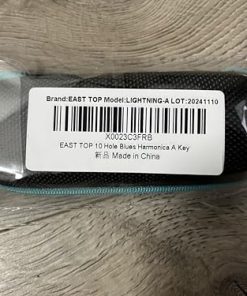 Brand:EAST TOP Model:LIGHTNING-A LOT:20241110
X0023C3FRB
EAST TOP 10 Hole Blues Harmonica A Key
新品 Made in China